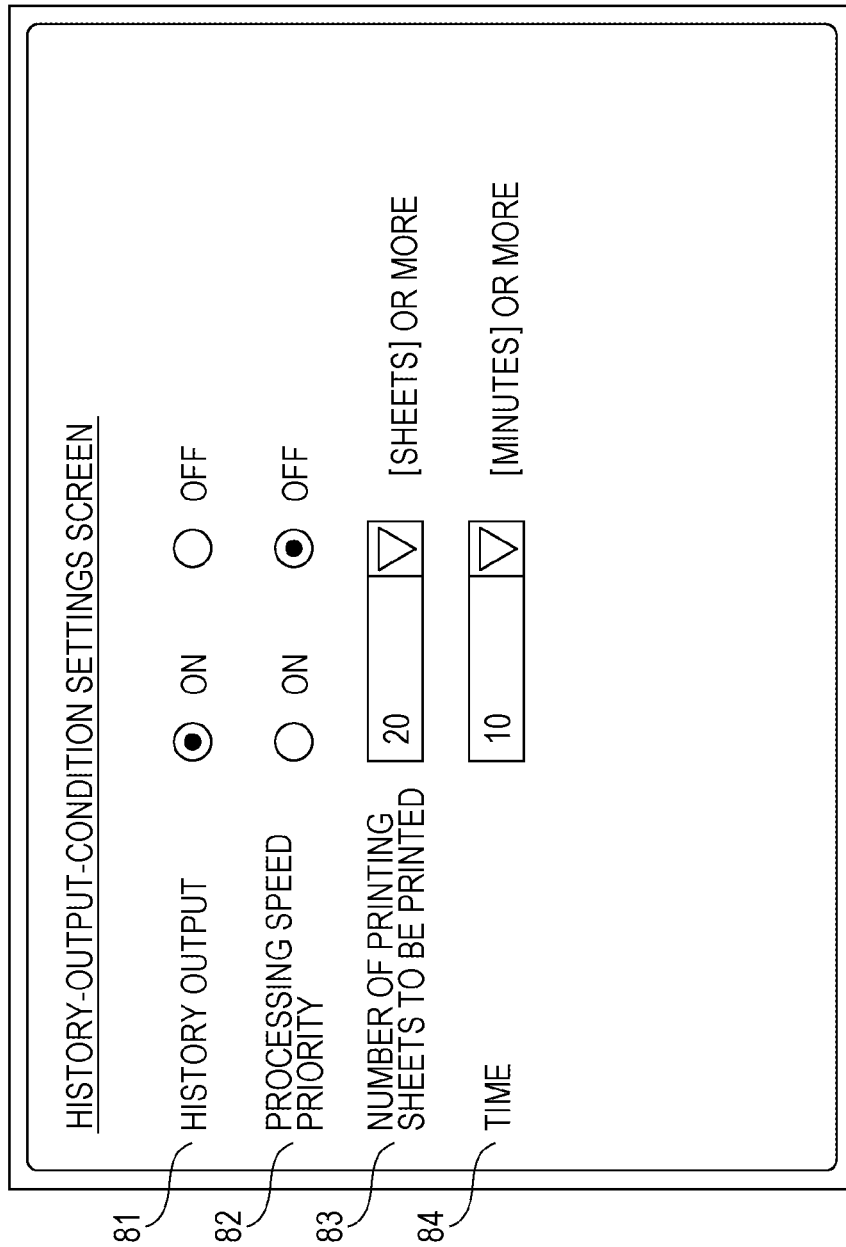 HISTORY-OUTPUT-CONDITION SETTINGS SCREEN
81 HISTORY OUTPUT ON OFF
82 PROCESSING SPEED
PRIORITY ON OFF
83 NUMBER OF PRINTING
SHEETS TO BE PRINTED 20 [SHEETS] OR MORE
84 TIME 10 [MINUTES] OR MORE